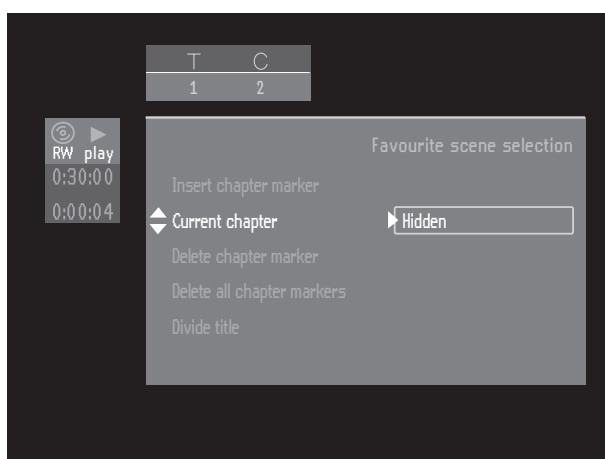 T C
1 2
RW play
0:30:00
0:00:04
Favourite scene selection
Insert chapter marker
Current chapter Hidden
Delete chapter marker
Delete all chapter markers
Divide title